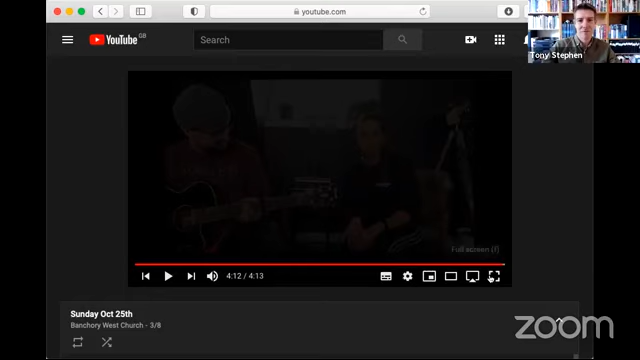 youtube.com
YouTube GB
Search
Tony Stephen
Full screen (f)
4:12 / 4:13
Sunday Oct 25th
Banchory West Church - 3/8
zoom